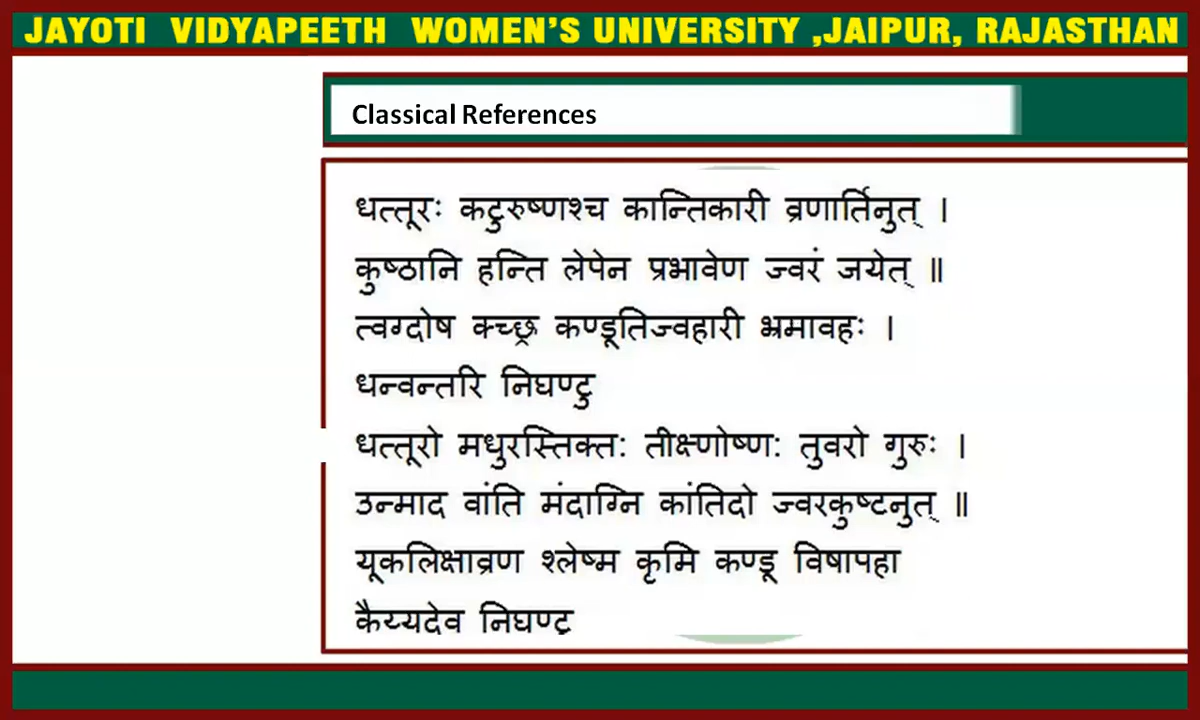 JAYOTI VIDYAPEETH WOMEN'S UNIVERSITY ,JAIPUR, RAJASTHAN
Classical References
धत्तूरः कटुरुष्णश्च कान्तिकारी व्रणार्तिनुत् ।
कुष्ठानि हन्ति लेपेन प्रभावेण ज्वरं जयेत् ॥
त्वग्दोष क्च्छ्र कण्डूतिज्वहारी भ्रमावहः ।
धन्वन्तरि निघण्टु
धत्तूरो मधुरस्तिक्त: तीक्ष्णोष्ण: तुवरो गुरुः ।
उन्माद वांति मंदाग्नि कांतिदो ज्वरकुष्टनुत् ॥
यूकलिक्षाव्रण श्लेष्म कृमि कण्डू विषापहा
कैय्यदेव निघण्टु